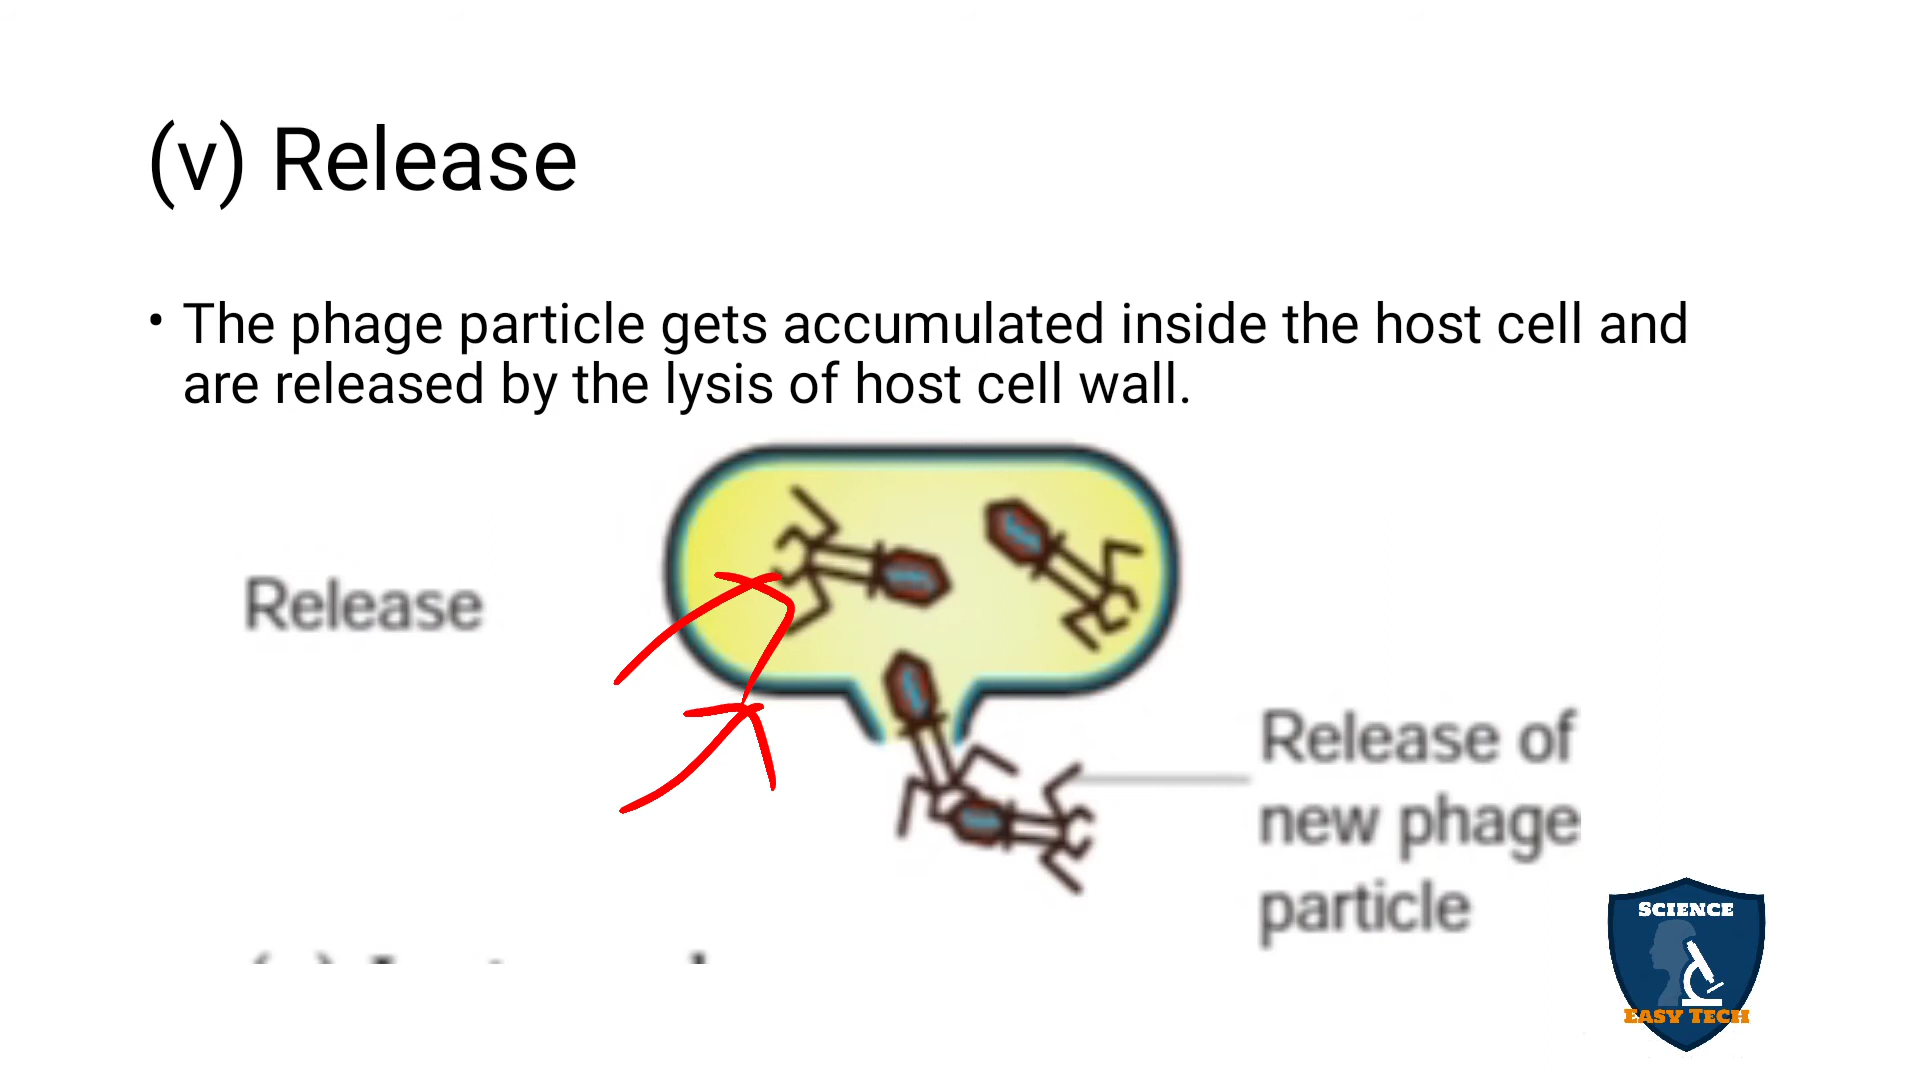 (v) Release
• The phage particle gets accumulated inside the host cell and
are released by the lysis of host cell wall.
Release
Release of
new phage
particle
SCIENCE
EASY TECH